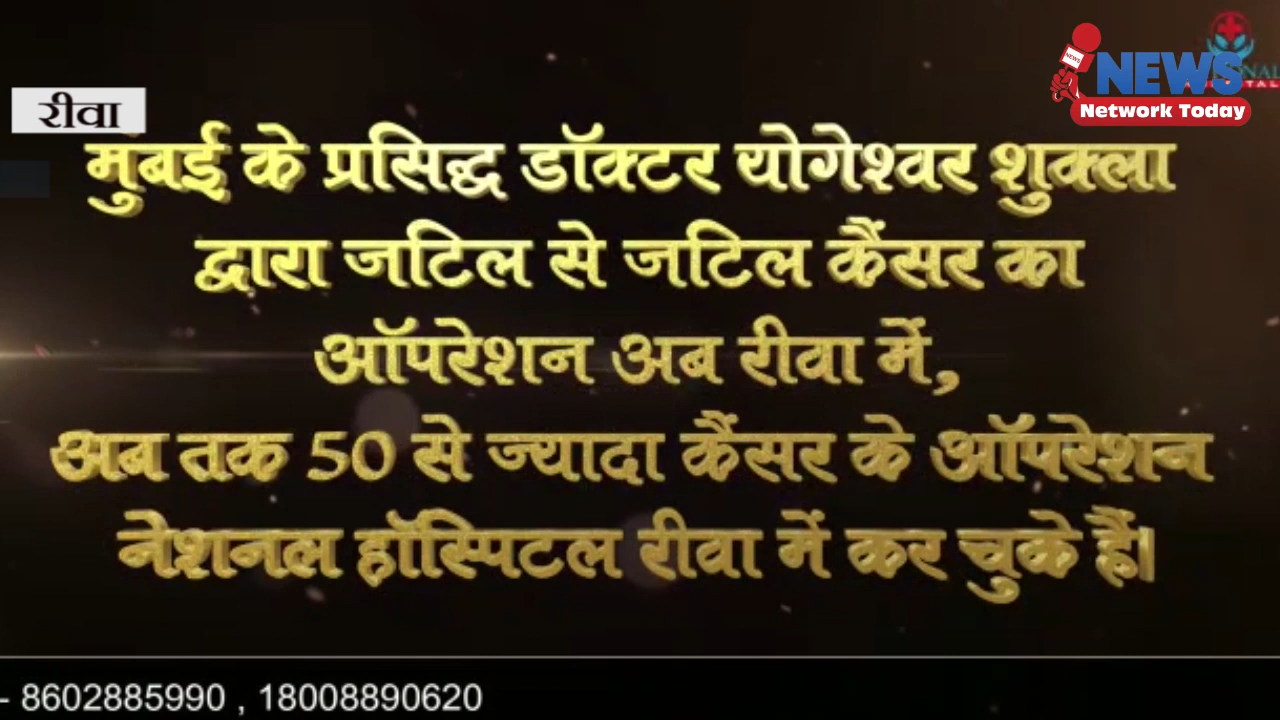 NEWS
Network Today
रीवा
मुंबई के प्रसिद्ध डॉक्टर योगेश्वर शुक्ला
द्वारा जटिल से जटिल कैंसर का
ऑपरेशन अब रीवा में,
अब तक 50 से ज्यादा कैंसर के ऑपरेशन
नेशनल हॉस्पिटल रीवा में कर चुके हैं।
- 8602885990 , 18008890620